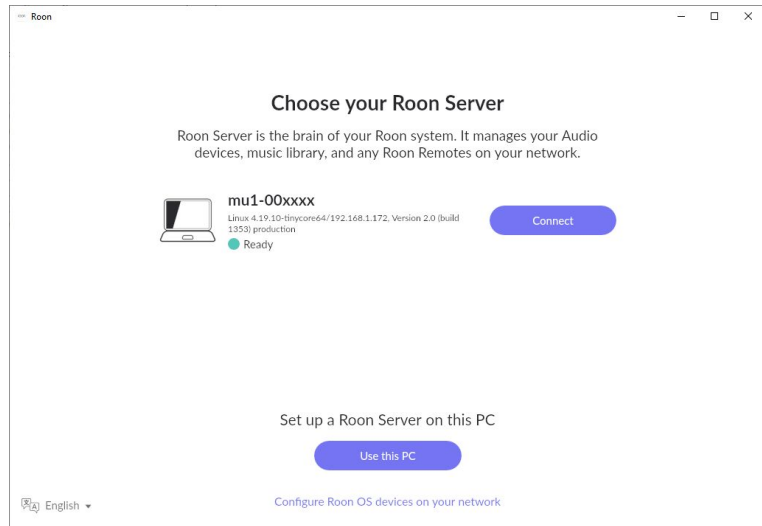 Roon
Choose your Roon Server
Roon Server is the brain of your Roon system. It manages your Audio
devices, music library, and any Roon Remotes on your network.
mu1-00xxxx
Linux 4.19.10-tinycore64/192.168.1.172, Version 2.0 (build
1353) production
Connect
Ready
Set up a Roon Server on this PC
Use this PC
English
Configure Roon OS devices on your network